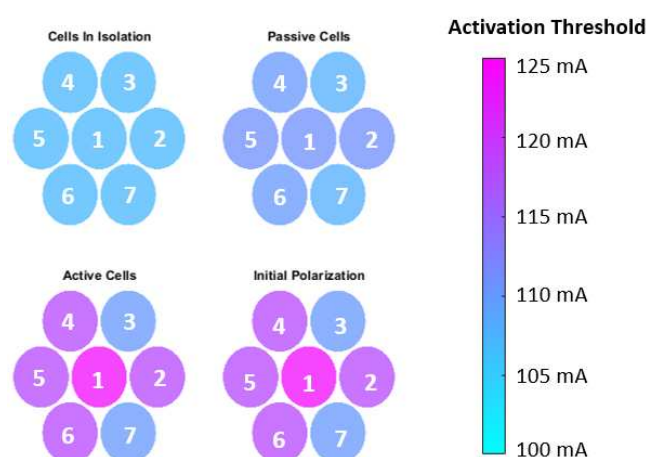 Activation Threshold
Cells In Isolation
Passive Cells
4 3
5 1 2
6 7
4 3
5 1 2
6 7
Active Cells
Initial Polarization
4 3
5 1 2
6 7
4 3
5 1 2
6 7
125 mA
120 mA
115 mA
110 mA
105 mA
100 mA